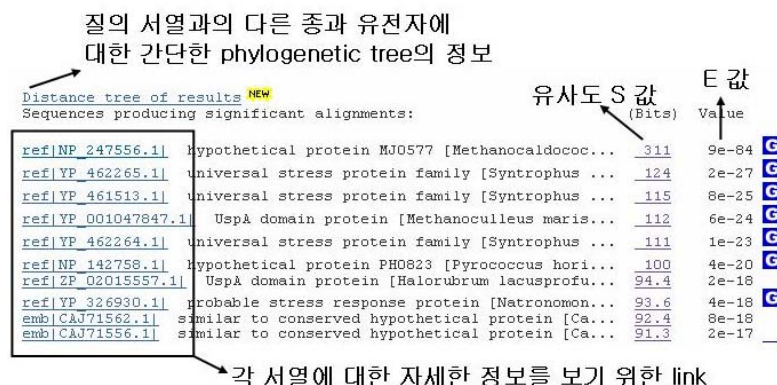 질의 서열과의 다른 종과 유전자에
대한 간단한 phylogenetic tree의 정보
Distance tree of results NEW
유사도 S 값
E 값
Sequences producing significant alignments: (Bits) Value
ref|NP_247556.1| hypothetical protein MJ0577 [Methanocaldococ... 311 9e-84 G
ref|YP_462265.1| universal stress protein family [Syntrophus ... 124 2e-27 G
ref|YP_461513.1| universal stress protein family [Syntrophus ... 115 8e-25 G
ref|YP_001047847.1| UspA domain protein [Methanoculleus maris... 112 6e-24 G
ref|YP_462264.1| universal stress protein family [Syntrophus ... 111 1e-23 G
ref|NP_142758.1| hypothetical protein PH0823 [Pyrococcus hori... 100 4e-20 G
ref|ZP_02015557.1| UspA domain protein [Halorubrum lacusprofu... 94.4 2e-18
ref|YP_326930.1| probable stress response protein [Natronomon... 93.6 4e-18 G
emb|CAJ71562.1| similar to conserved hypothetical protein [Ca... 92.4 8e-18
emb|CAJ71556.1| similar to conserved hypothetical protein [Ca... 91.3 2e-17
각 서열에 대한 자세한 정보를 보기 위한 link